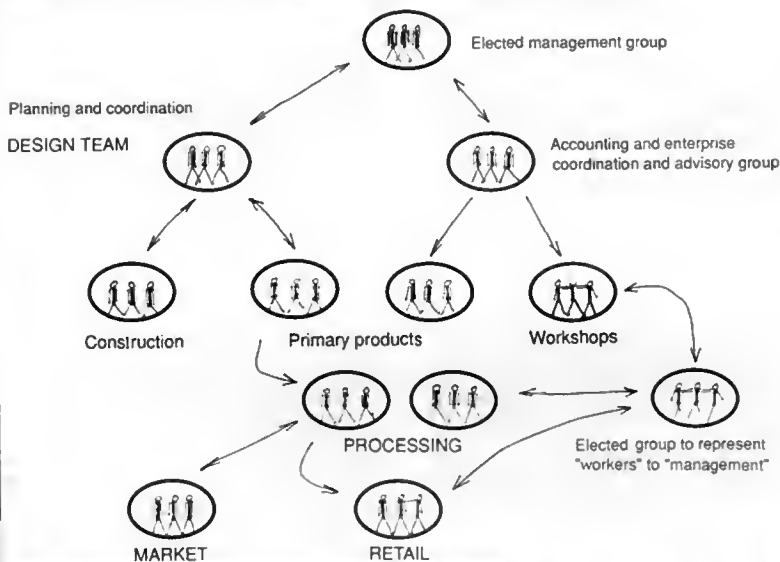 Elected management group
Planning and coordination
DESIGN TEAM
Accounting and enterprise
coordination and advisory group
Construction
Primary products
Workshops
PROCESSING
Elected group to represent
"workers" to "management"
MARKET
RETAIL